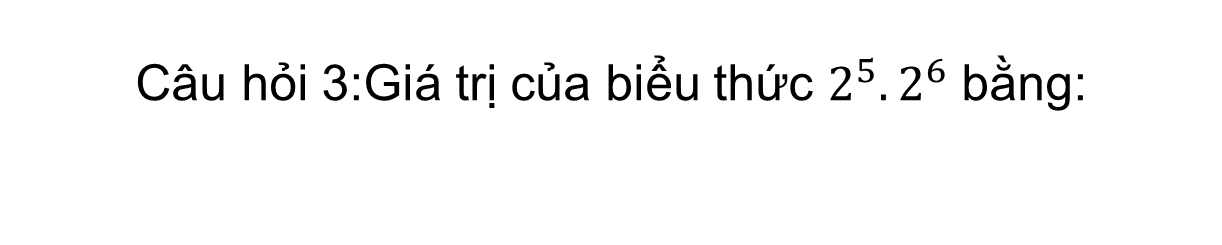 Câu hỏi 3:Giá trị của biểu thức 2⁵. 2⁶ bằng: